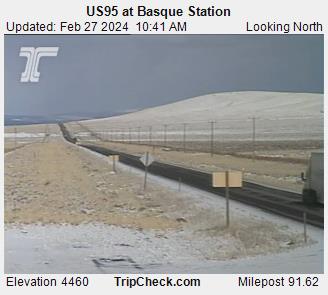 US95 at Basque Station
Updated: Feb 27 2024 10:41 AM Looking North
Elevation 4460 TripCheck.com Milepost 91.62